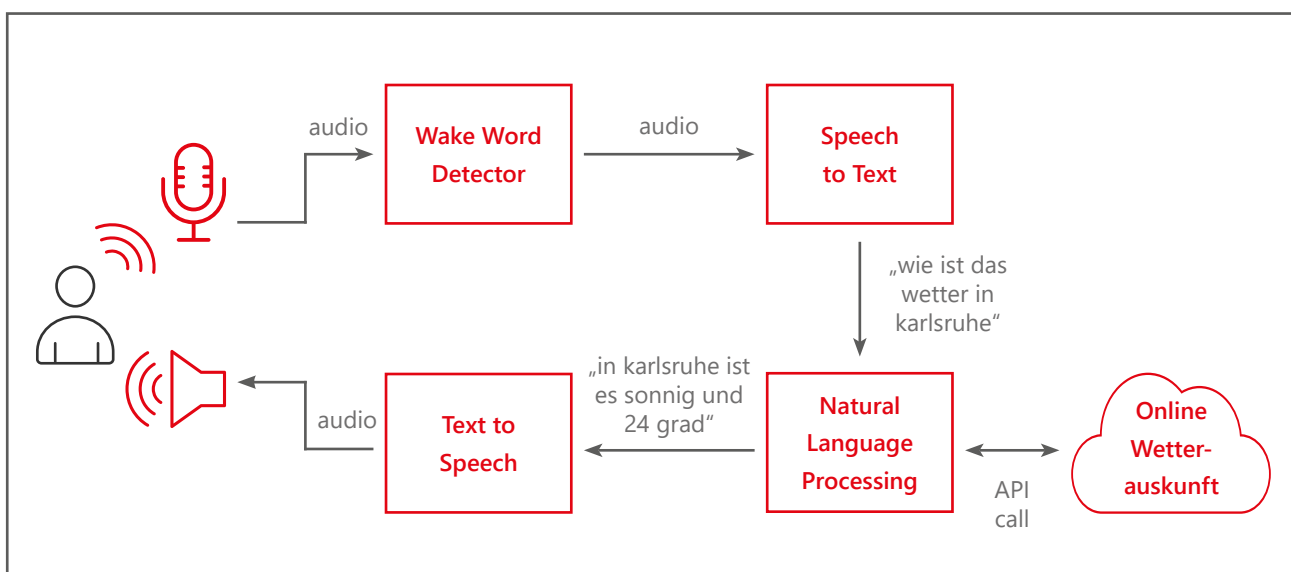 audio
Wake Word
Detector
audio
Speech
to Text
„wie ist das
wetter in
karlsruhe“
Online
Wetter-
auskunft
API
call
Natural
Language
Processing
„in karlsruhe ist
es sonnig und
24 grad“
Text to
Speech
audio